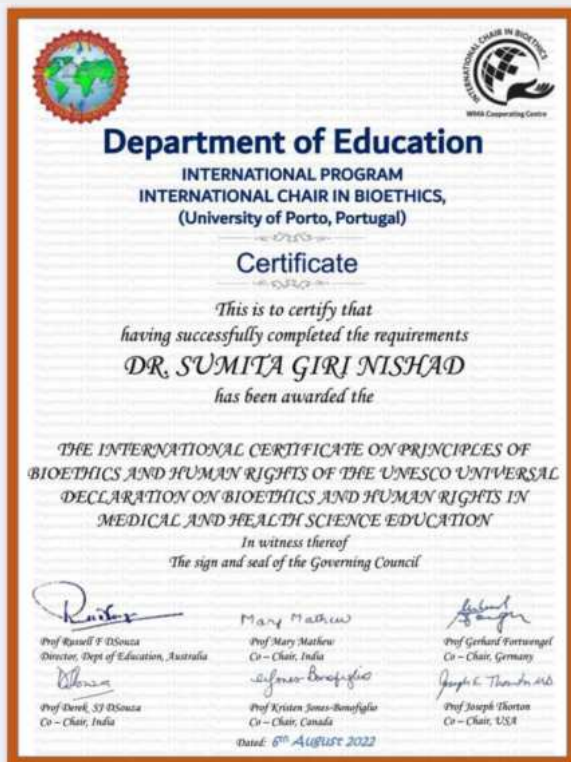 INTERNATIONAL CHAIR IN BIOETHICS
WMA Cooperating Centre
Department of Education
INTERNATIONAL PROGRAM
INTERNATIONAL CHAIR IN BIOETHICS,
(University of Porto, Portugal)
Certificate
This is to certify that
having successfully completed the requirements
DR. SUMITA GIRI NISHAD
has been awarded the
THE INTERNATIONAL CERTIFICATE ON PRINCIPLES OF
BIOETHICS AND HUMAN RIGHTS OF THE UNESCO UNIVERSAL
DECLARATION ON BIOETHICS AND HUMAN RIGHTS IN
MEDICAL AND HEALTH SCIENCE EDUCATION
In witness thereof
The sign and seal of the Governing Council
Mary Mathew
Prof Russell F DSouza
Director, Dept of Education, Australia
Prof Mary Mathew
Co – Chair, India
Prof Gerhard Fortwengel
Co – Chair, Germany
DSouza
Prof Derek SJ DSouza
Co – Chair, India
Prof Kristen Jones-Bonofiglio
Co – Chair, Canada
Prof Joseph Thorton
Co – Chair, USA
Dated: 6th AUGUST 2022